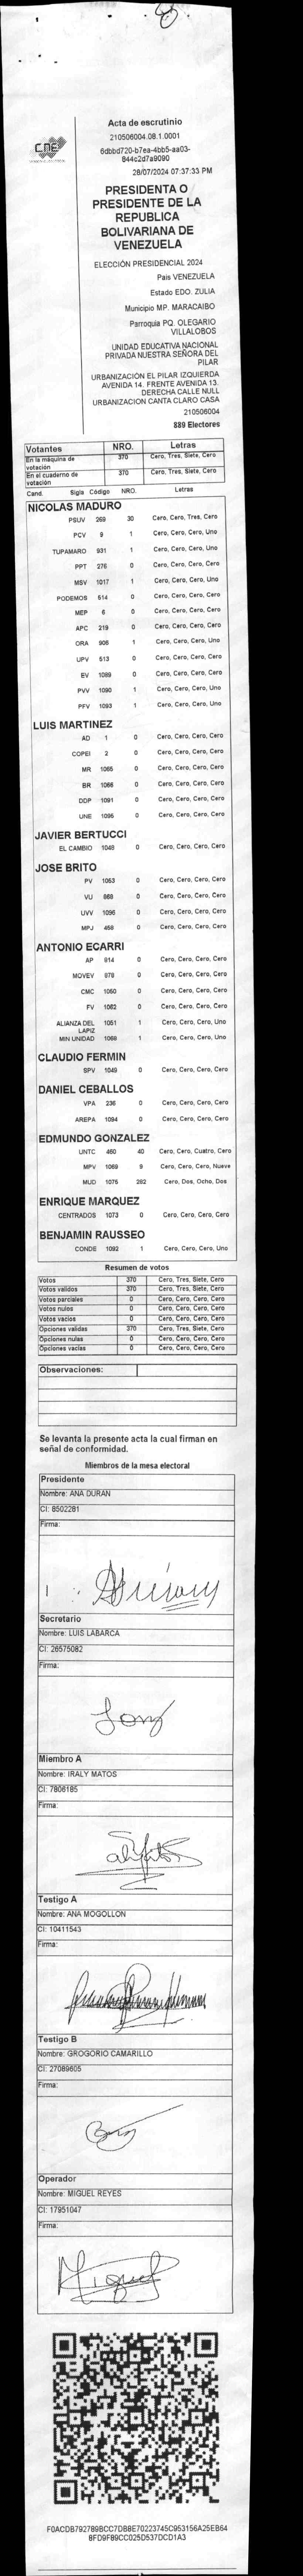 CNE
Acta de escrutinio
210506004.08.1.0001
6dbbd720-b7ea-4bb5-aa03-
844c2d7a9090
28/07/2024 07:37:33 PM
PRESIDENTA O
PRESIDENTE DE LA
REPUBLICA
BOLIVARIANA DE
VENEZUELA
ELECCIÓN PRESIDENCIAL 2024
Pais VENEZUELA
Estado EDO. ZULIA
Municipio MP. MARACAIBO
Parroquia PQ. OLEGARIO
VILLALOBOS
UNIDAD EDUCATIVA NACIONAL
PRIVADA NUESTRA SEÑORA DEL
PILAR
URBANIZACIÓN EL PILAR IZQUIERDA
AVENIDA 14. FRENTE AVENIDA 13.
DERECHA CALLE NULL
URBANIZACION CANTA CLARO CASA
210506004
889 Electores
Votantes NRO. Letras
En la máquina de votación 370 Cero, Tres, Siete, Cero
En el cuaderno de votación 370 Cero, Tres, Siete, Cero
Cand. Sigla Código NRO. Letras
NICOLAS MADURO
PSUV 269 30 Cero, Cero, Tres, Cero
PCV 9 1 Cero, Cero, Cero, Uno
TUPAMARO 931 1 Cero, Cero, Cero, Uno
PPT 276 0 Cero, Cero, Cero, Cero
MSV 1017 1 Cero, Cero, Cero, Uno
PODEMOS 514 0 Cero, Cero, Cero, Cero
MEP 6 0 Cero, Cero, Cero, Cero
APC 219 0 Cero, Cero, Cero, Cero
ORA 906 1 Cero, Cero, Cero, Uno
UPV 513 0 Cero, Cero, Cero, Cero
EV 1089 0 Cero, Cero, Cero, Cero
PVV 1090 1 Cero, Cero, Cero, Uno
PFV 1093 1 Cero, Cero, Cero, Uno
LUIS MARTINEZ
AD 1 0 Cero, Cero, Cero, Cero
COPEI 2 0 Cero, Cero, Cero, Cero
MR 1065 0 Cero, Cero, Cero, Cero
BR 1066 0 Cero, Cero, Cero, Cero
DDP 1091 0 Cero, Cero, Cero, Cero
UNE 1095 0 Cero, Cero, Cero, Cero
JAVIER BERTUCCI
EL CAMBIO 1048 0 Cero, Cero, Cero, Cero
JOSE BRITO
PV 1053 0 Cero, Cero, Cero, Cero
VU 868 0 Cero, Cero, Cero, Cero
UVV 1096 0 Cero, Cero, Cero, Cero
MPJ 458 0 Cero, Cero, Cero, Cero
ANTONIO ECARRI
AP 914 0 Cero, Cero, Cero, Cero
MOVEV 978 0 Cero, Cero, Cero, Cero
CMC 1050 0 Cero, Cero, Cero, Cero
FV 1062 0 Cero, Cero, Cero, Cero
ALIANZA DEL LAPIZ 1051 1 Cero, Cero, Cero, Uno
MIN UNIDAD 1069 1 Cero, Cero, Cero, Uno
CLAUDIO FERMIN
SPV 1049 0 Cero, Cero, Cero, Cero
DANIEL CEBALLOS
VPA 236 0 Cero, Cero, Cero, Cero
AREPA 1094 0 Cero, Cero, Cero, Cero
EDMUNDO GONZALEZ
UNTC 460 40 Cero, Cero, Cuatro, Cero
MPV 1069 9 Cero, Cero, Cero, Nueve
MUD 1075 282 Cero, Dos, Ocho, Dos
ENRIQUE MARQUEZ
CENTRADOS 1073 0 Cero, Cero, Cero, Cero
BENJAMIN RAUSSEO
CONDE 1092 1 Cero, Cero, Cero, Uno
Resumen de votos
Votos 370 Cero, Tres, Siete, Cero
Votos validos 370 Cero, Tres, Siete, Cero
Votos parciales 0 Cero, Cero, Cero, Cero
Votos nulos 0 Cero, Cero, Cero, Cero
Votos vacios 0 Cero, Cero, Cero, Cero
Opciones validas 370 Cero, Tres, Siete, Cero
Opciones nulas 0 Cero, Cero, Cero, Cero
Opciones vacias 0 Cero, Cero, Cero, Cero
Observaciones:
Se levanta la presente acta la cual firman en
señal de conformidad.
Miembros de la mesa electoral
Presidente
Nombre: ANA DURAN
CI: 8502281
Firma:
Secretario
Nombre: LUIS LABARCA
CI: 26575082
Firma:
Miembro A
Nombre: IRALY MATOS
CI: 7806185
Firma:
Testigo A
Nombre: ANA MOGOLLON
CI: 10411543
Firma:
Testigo B
Nombre: GROGORIO CAMARILLO
CI: 27089605
Firma:
Operador
Nombre: MIGUEL REYES
CI: 17951047
Firma:
Miguel
F0ACDB792789BCC7DB8E70223745C953156A25EB64
8FD9F89CC025D537DCD1A3